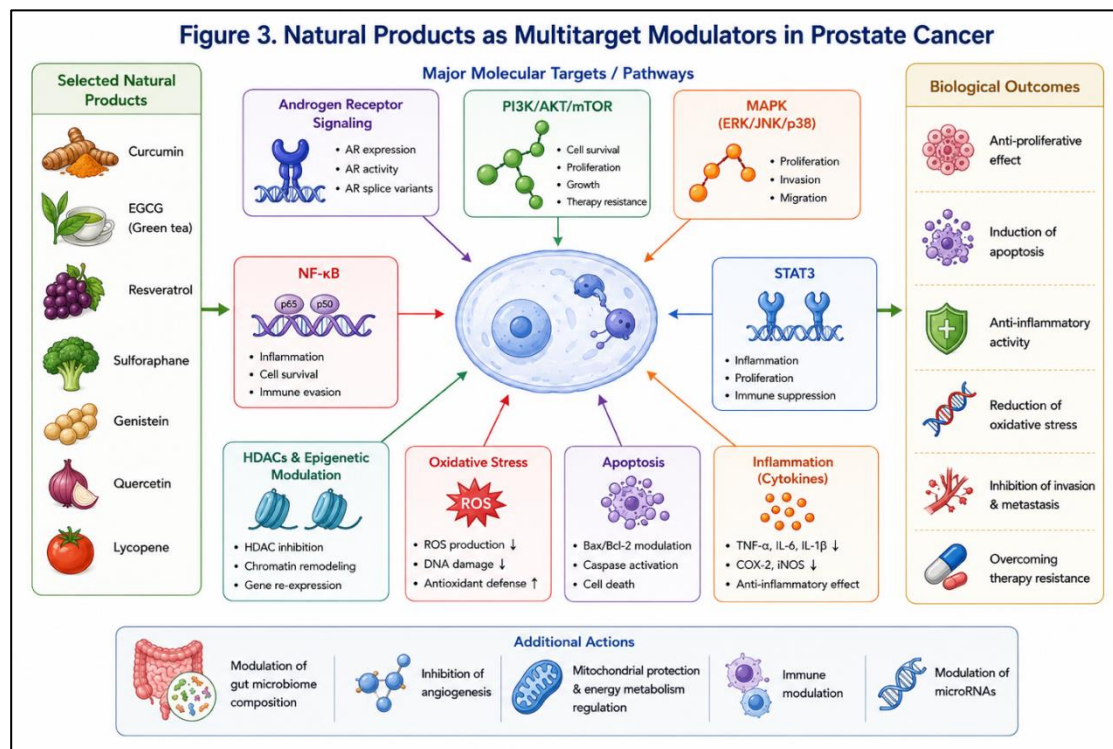 Figure 3. Natural Products as Multitarget Modulators in Prostate Cancer
Selected Natural
Products
Curcumin
EGCG
(Green tea)
Resveratrol
Sulforaphane
Genistein
Quercetin
Lycopene
Major Molecular Targets / Pathways
Androgen Receptor
Signaling
• AR expression
• AR activity
• AR splice variants
PI3K/AKT/mTOR
• Cell survival
• Proliferation
• Growth
• Therapy resistance
MAPK
(ERK/JNK/p38)
• Proliferation
• Invasion
• Migration
NF-κB
p65 p50
• Inflammation
• Cell survival
• Immune evasion
STAT3
• Inflammation
• Proliferation
• Immune suppression
HDACs & Epigenetic
Modulation
• HDAC inhibition
• Chromatin remodeling
• Gene re-expression
Oxidative Stress
ROS
• ROS production ↓
• DNA damage ↓
• Antioxidant defense ↑
Apoptosis
• Bax/Bcl-2 modulation
• Caspase activation
• Cell death
Inflammation
(Cytokines)
• TNF-α, IL-6, IL-1β ↓
• COX-2, iNOS ↓
• Anti-inflammatory effect
Biological Outcomes
Anti-proliferative
effect
Induction of
apoptosis
Anti-inflammatory
activity
Reduction of
oxidative stress
Inhibition of invasion
& metastasis
Overcoming
therapy resistance
Additional Actions
Modulation of
gut microbiome
composition
Inhibition of
angiogenesis
Mitochondrial protection
& energy metabolism
regulation
Immune
modulation
Modulation of
microRNAs